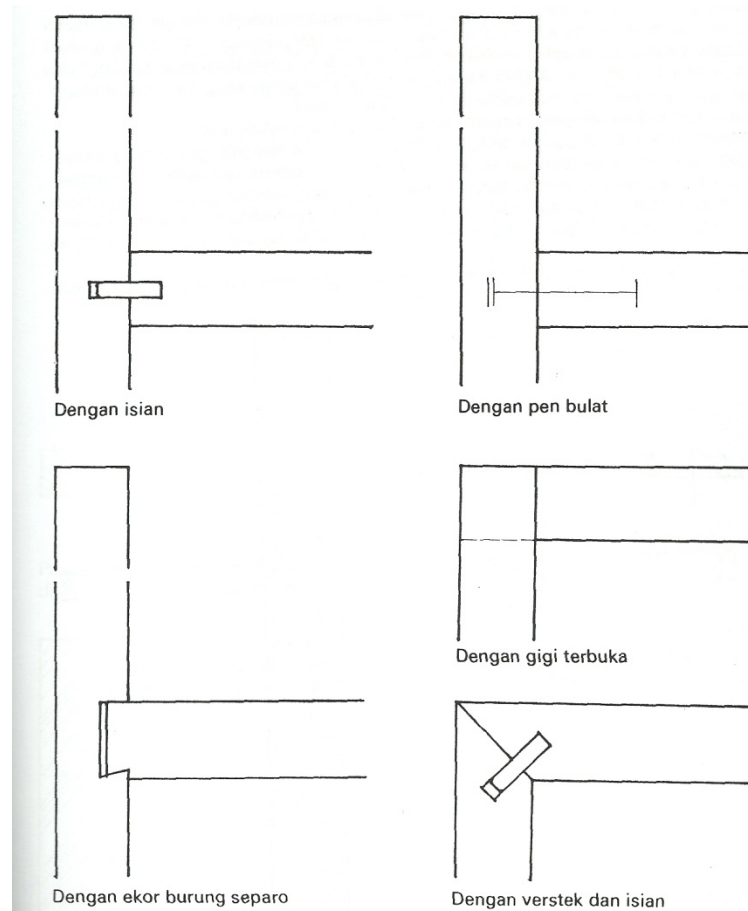 Dengan isian
Dengan pen bulat
Dengan gigi terbuka
Dengan ekor burung separo
Dengan verstek dan isian